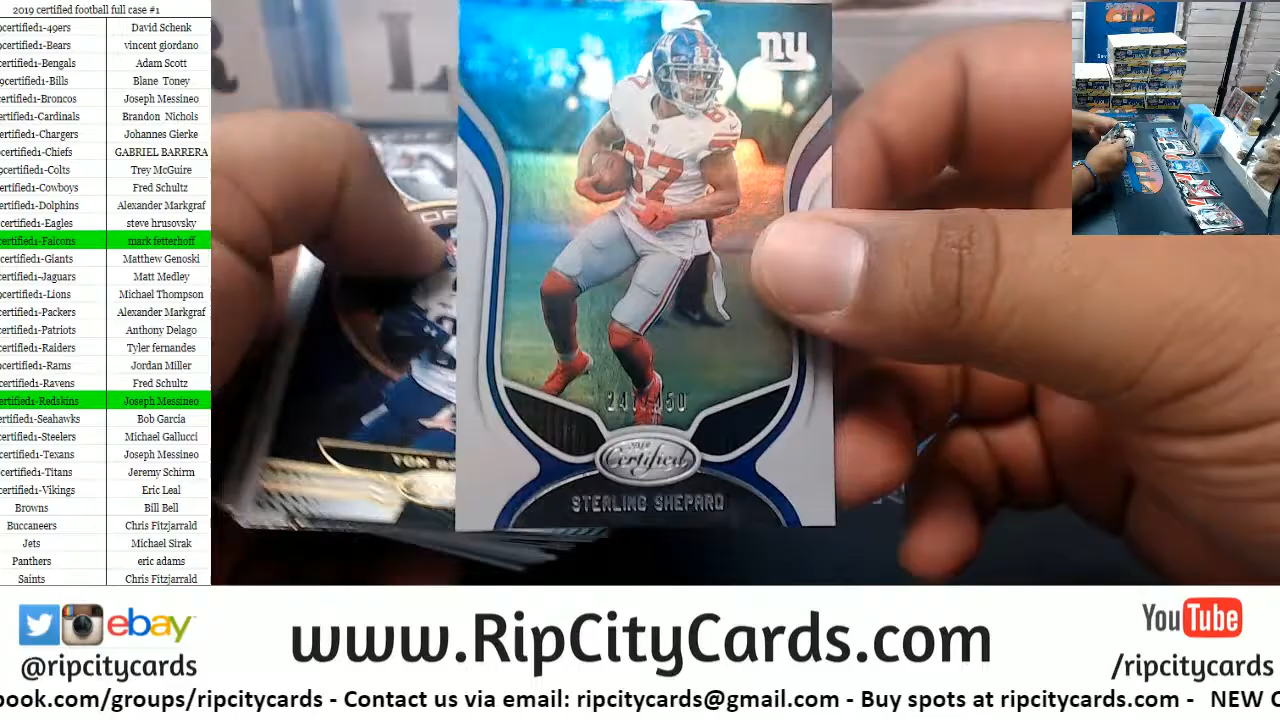 2019 certified football full case #1
certified1-49ers David Schenk
certified1-Bears vincent giordano
certified1-Bengals Adam Scott
9certified1-Bills Blane Toney
certified1-Broncos Joseph Messineo
certified1-Cardinals Brandon Nichols
certified1-Chargers Johannes Gierke
certified1-Chiefs GABRIEL BARRERA
9certified1-Colts Trey McGuire
certified1-Cowboys Fred Schultz
certified1-Dolphins Alexander Markgraf
certified1-Eagles steve hrusovsky
certified1-Falcons mark fetterhoff
certified1-Giants Matthew Genoski
certified1-Jaguars Matt Medley
certified1-Lions Michael Thompson
certified1-Packers Alexander Markgraf
certified1-Patriots Anthony Delago
certified1-Raiders Tyler fernandes
certified1-Rams Jordan Miller
certified1-Ravens Fred Schultz
ertified1-Redskins Joseph Messineo
certified1-Seahawks Bob Garcia
certified1-Steelers Michael Gallucci
certified1-Texans Joseph Messineo
certified1-Titans Jeremy Schirm
certified1-Vikings Eric Leal
Browns Bill Bell
Buccaneers Chris Fitzjarrald
Jets Michael Sirak
Panthers eric adams
Saints Chris Fitzjarrald
ny
87
2019
Certified
STERLING SHEPARD
ebay
@ripcitycards
www.RipCityCards.com
YouTube
/ripcitycards
book.com/groups/ripcitycards - Contact us via email: ripcitycards@gmail.com - Buy spots at ripcitycards.com - NEW C